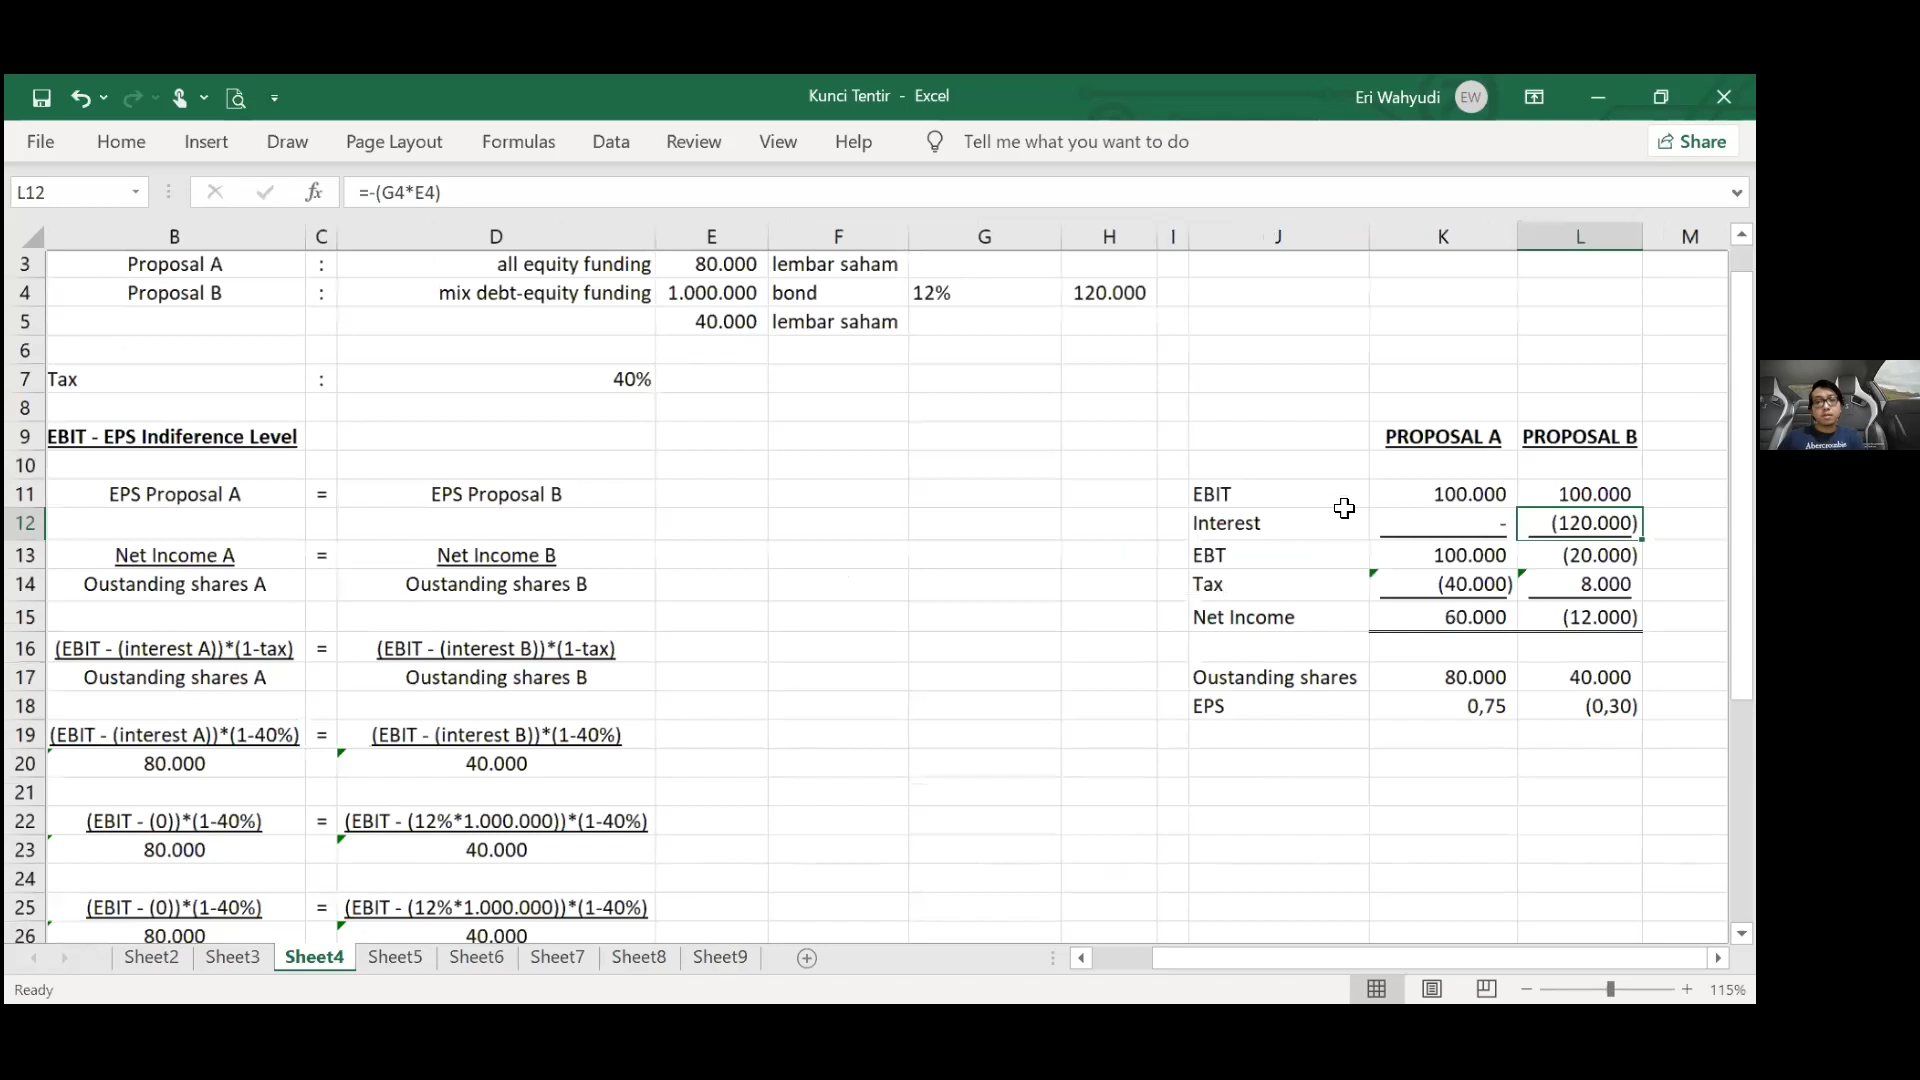 Kunci Tentir - Excel
Eri Wahyudi EW
File Home Insert Draw Page Layout Formulas Data Review View Help Tell me what you want to do Share
L12 fx =-(G4*E4)
B C D E F G H I J K L M
3 Proposal A : all equity funding 80.000 lembar saham
4 Proposal B : mix debt-equity funding 1.000.000 bond 12% 120.000
5 40.000 lembar saham
6
7 Tax : 40%
8
9 EBIT - EPS Indiference Level PROPOSAL A PROPOSAL B
10
11 EPS Proposal A = EPS Proposal B EBIT 100.000 100.000
12 Interest - (120.000)
13 Net Income A = Net Income B EBT 100.000 (20.000)
14 Oustanding shares A Oustanding shares B Tax (40.000) 8.000
15 Net Income 60.000 (12.000)
16 (EBIT - (interest A))*(1-tax) = (EBIT - (interest B))*(1-tax)
17 Oustanding shares A Oustanding shares B Oustanding shares 80.000 40.000
18 EPS 0,75 (0,30)
19 (EBIT - (interest A))*(1-40%) = (EBIT - (interest B))*(1-40%)
20 80.000 40.000
21
22 (EBIT - (0))*(1-40%) = (EBIT - (12%*1.000.000))*(1-40%)
23 80.000 40.000
24
25 (EBIT - (0))*(1-40%) = (EBIT - (12%*1.000.000))*(1-40%)
26 80.000 40.000
Sheet2 Sheet3 Sheet4 Sheet5 Sheet6 Sheet7 Sheet8 Sheet9
Ready 115%
Abercrombie